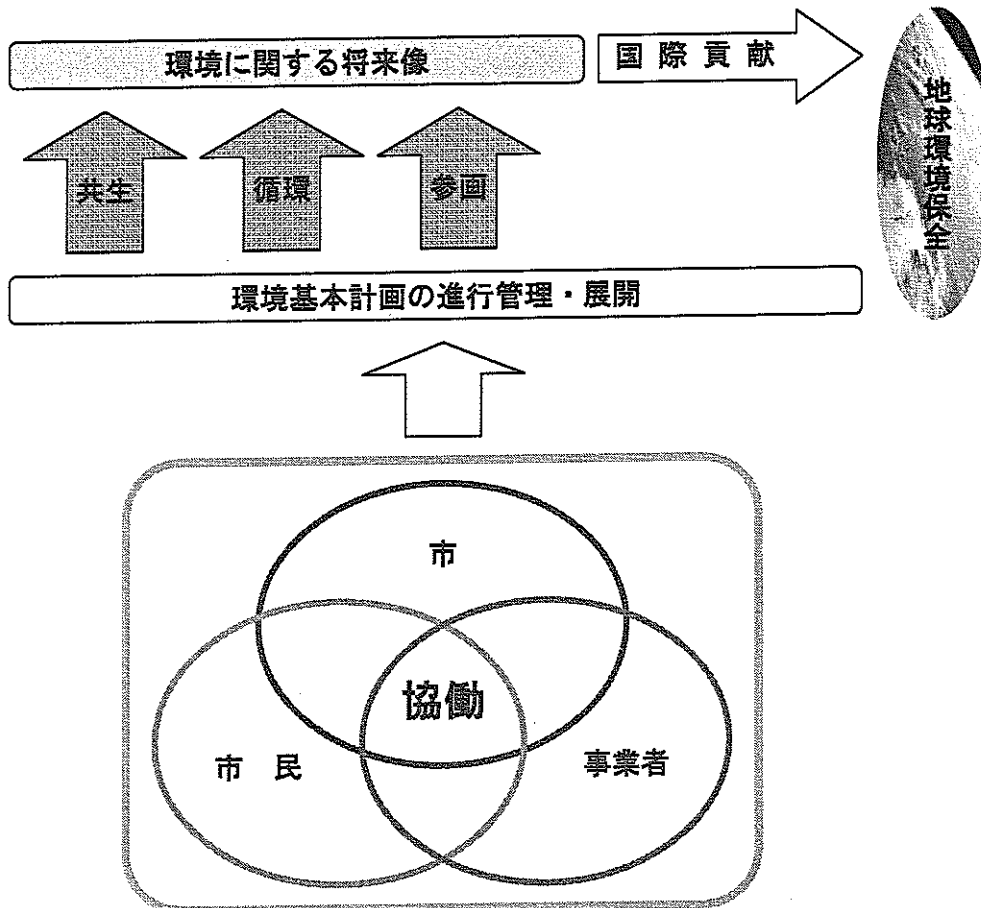 環境に関する将来像
国際貢献
地球環境保全
共生
循環
参画
環境基本計画の進行管理・展開
市
協働
市民
事業者